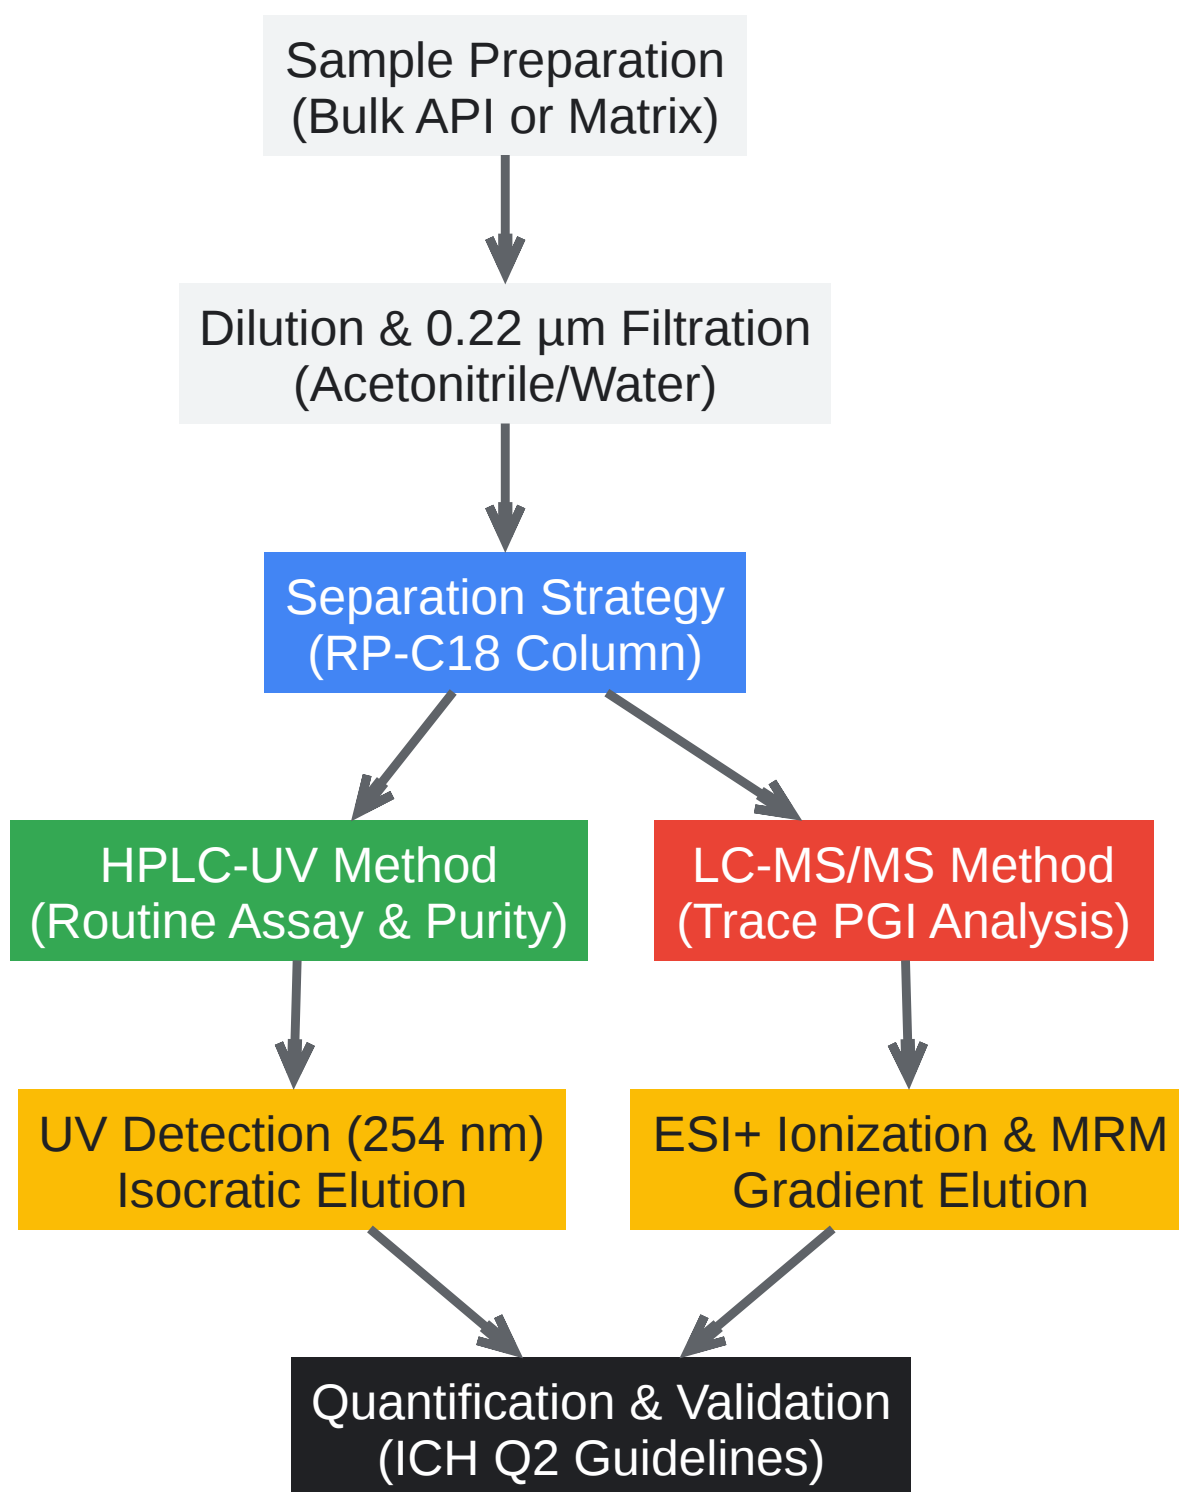 Sample Preparation
(Bulk API or Matrix)
Dilution & 0.22 µm Filtration
(Acetonitrile/Water)
Separation Strategy
(RP-C18 Column)
HPLC-UV Method
(Routine Assay & Purity)
LC-MS/MS Method
(Trace PGI Analysis)
UV Detection (254 nm)
Isocratic Elution
ESI+ Ionization & MRM
Gradient Elution
Quantification & Validation
(ICH Q2 Guidelines)